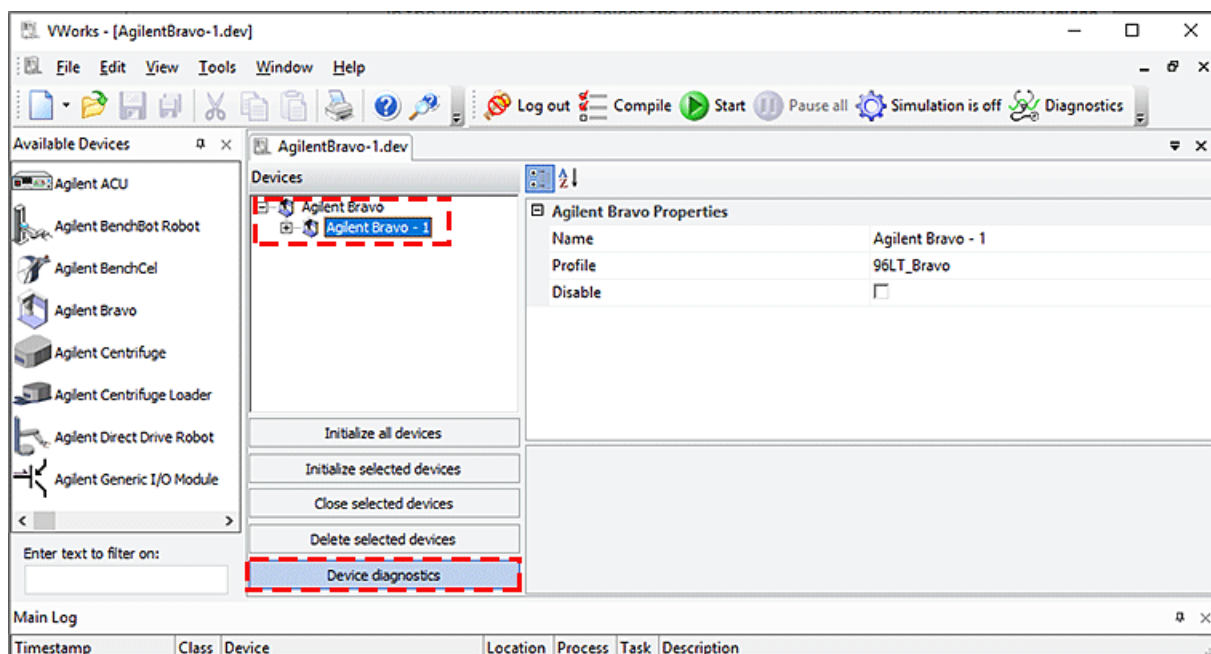 VWorks - [AgilentBravo-1.dev]
File Edit View Tools Window Help
Log out Compile Start Pause all Simulation is off Diagnostics
Available Devices
Agilent ACU
Agilent BenchBot Robot
Agilent BenchCel
Agilent Bravo
Agilent Centrifuge
Agilent Centrifuge Loader
Agilent Direct Drive Robot
Agilent Generic I/O Module
Enter text to filter on:
AgilentBravo-1.dev
Devices
Agilent Bravo
Agilent Bravo - 1
Initialize all devices
Initialize selected devices
Close selected devices
Delete selected devices
Device diagnostics
Agilent Bravo Properties
Name Agilent Bravo - 1
Profile 96LT_Bravo
Disable
Main Log
Timestamp Class Device Location Process Task Description